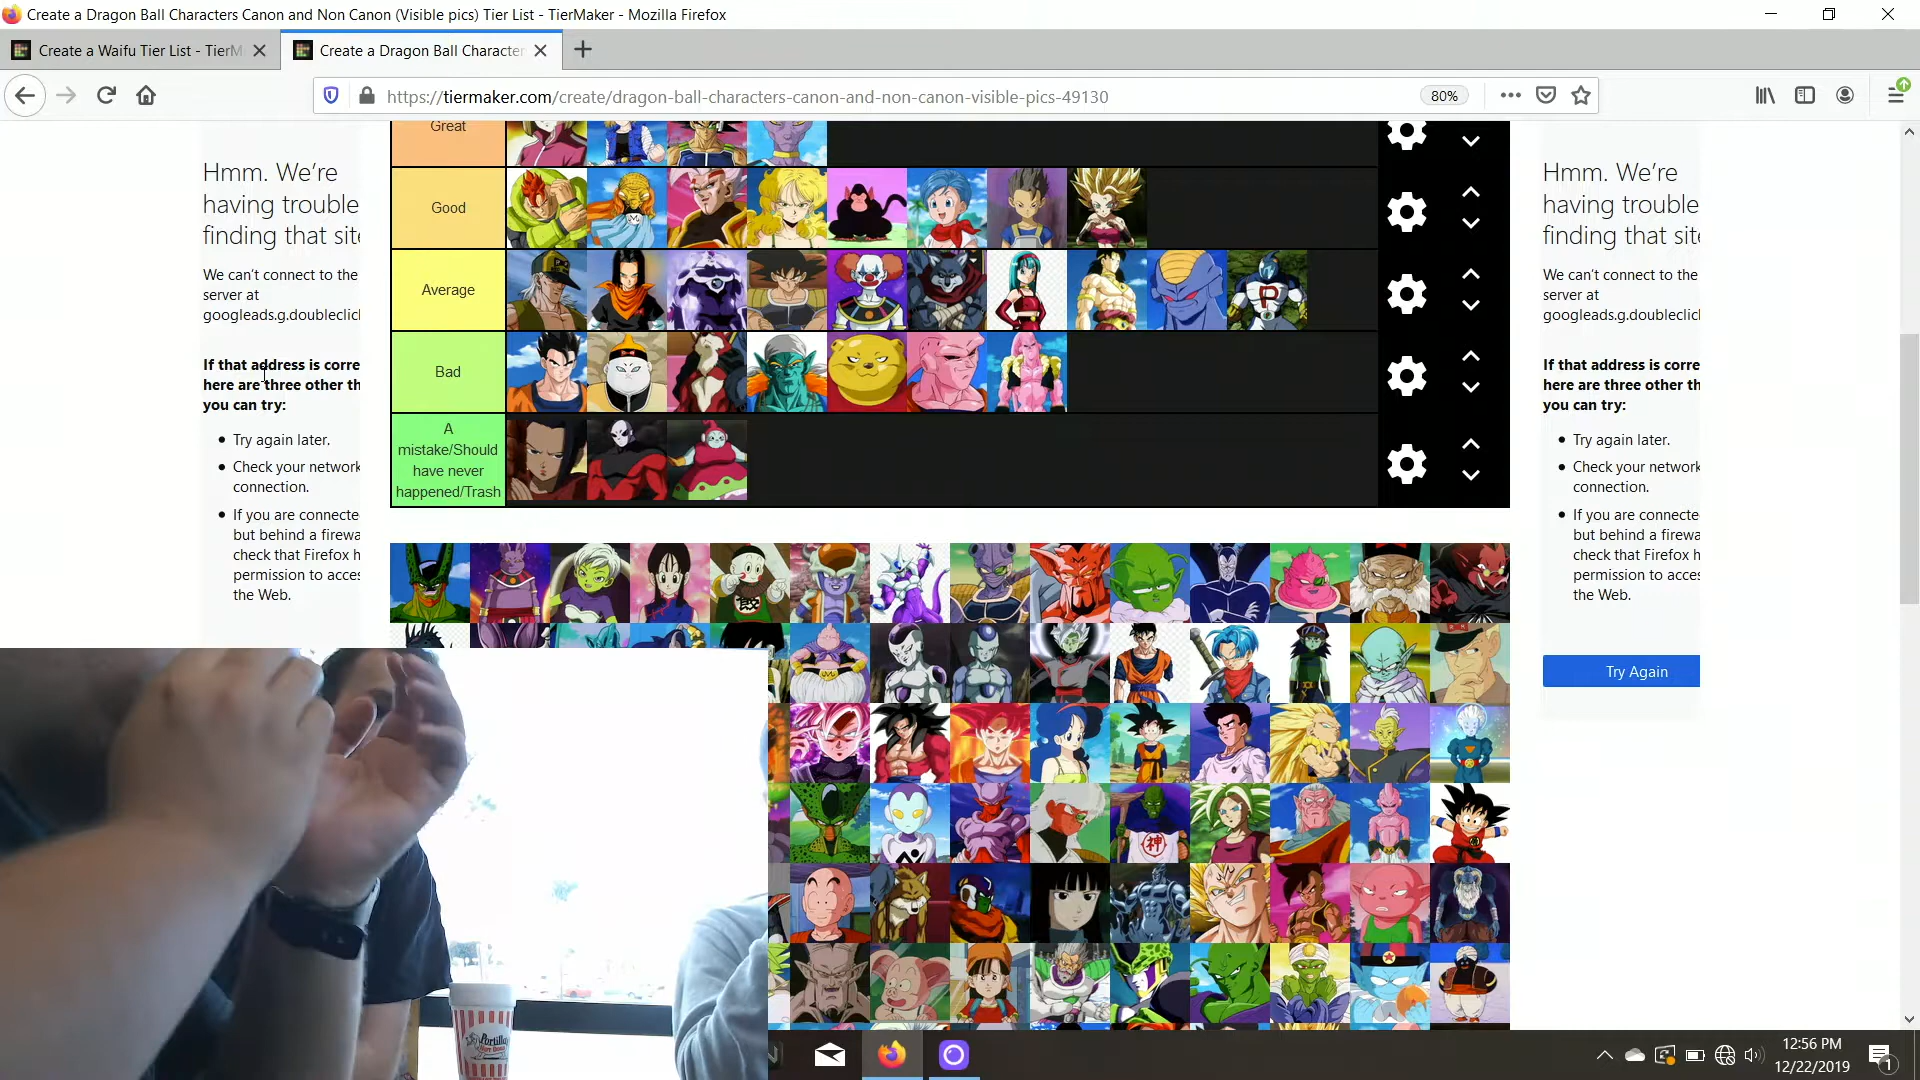 Create a Dragon Ball Characters Canon and Non Canon (Visible pics) Tier List - TierMaker - Mozilla Firefox
Create a Waifu Tier List - TierM
Create a Dragon Ball Character
https://tiermaker.com/create/dragon-ball-characters-canon-and-non-canon-visible-pics-49130
80%
Hmm. We're
having trouble
finding that site
We can't connect to the
server at
googleads.g.doubleclicl
If that address is corre
here are three other th
you can try:
Try again later.
Check your network
connection.
If you are connecte
but behind a firewa
check that Firefox h
permission to acces
the Web.
Great
Good
Average
Bad
A
mistake/Should
have never
happened/Trash
P
Hmm. We're
having trouble
finding that site
We can't connect to the
server at
googleads.g.doubleclicl
If that address is corre
here are three other th
you can try:
Try again later.
Check your network
connection.
If you are connecte
but behind a firewa
check that Firefox h
permission to acces
the Web.
Try Again
神
Portillo's
Hot Dogs
12:56 PM
12/22/2019
1